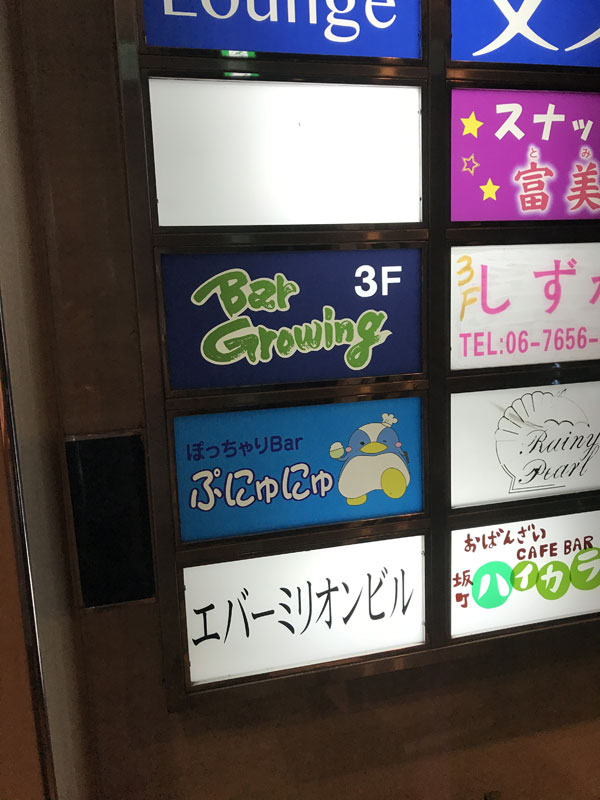 Lounge
スナッ
とみ
富美
Bar
Growing
3F
3F
しず
TEL:06-7656-
ぽっちゃりBar
ぷにゅにゅ
Rainy
Pearl
エバーミリオンビル
おばんざい
CAFE BAR
坂町
ハイカラ